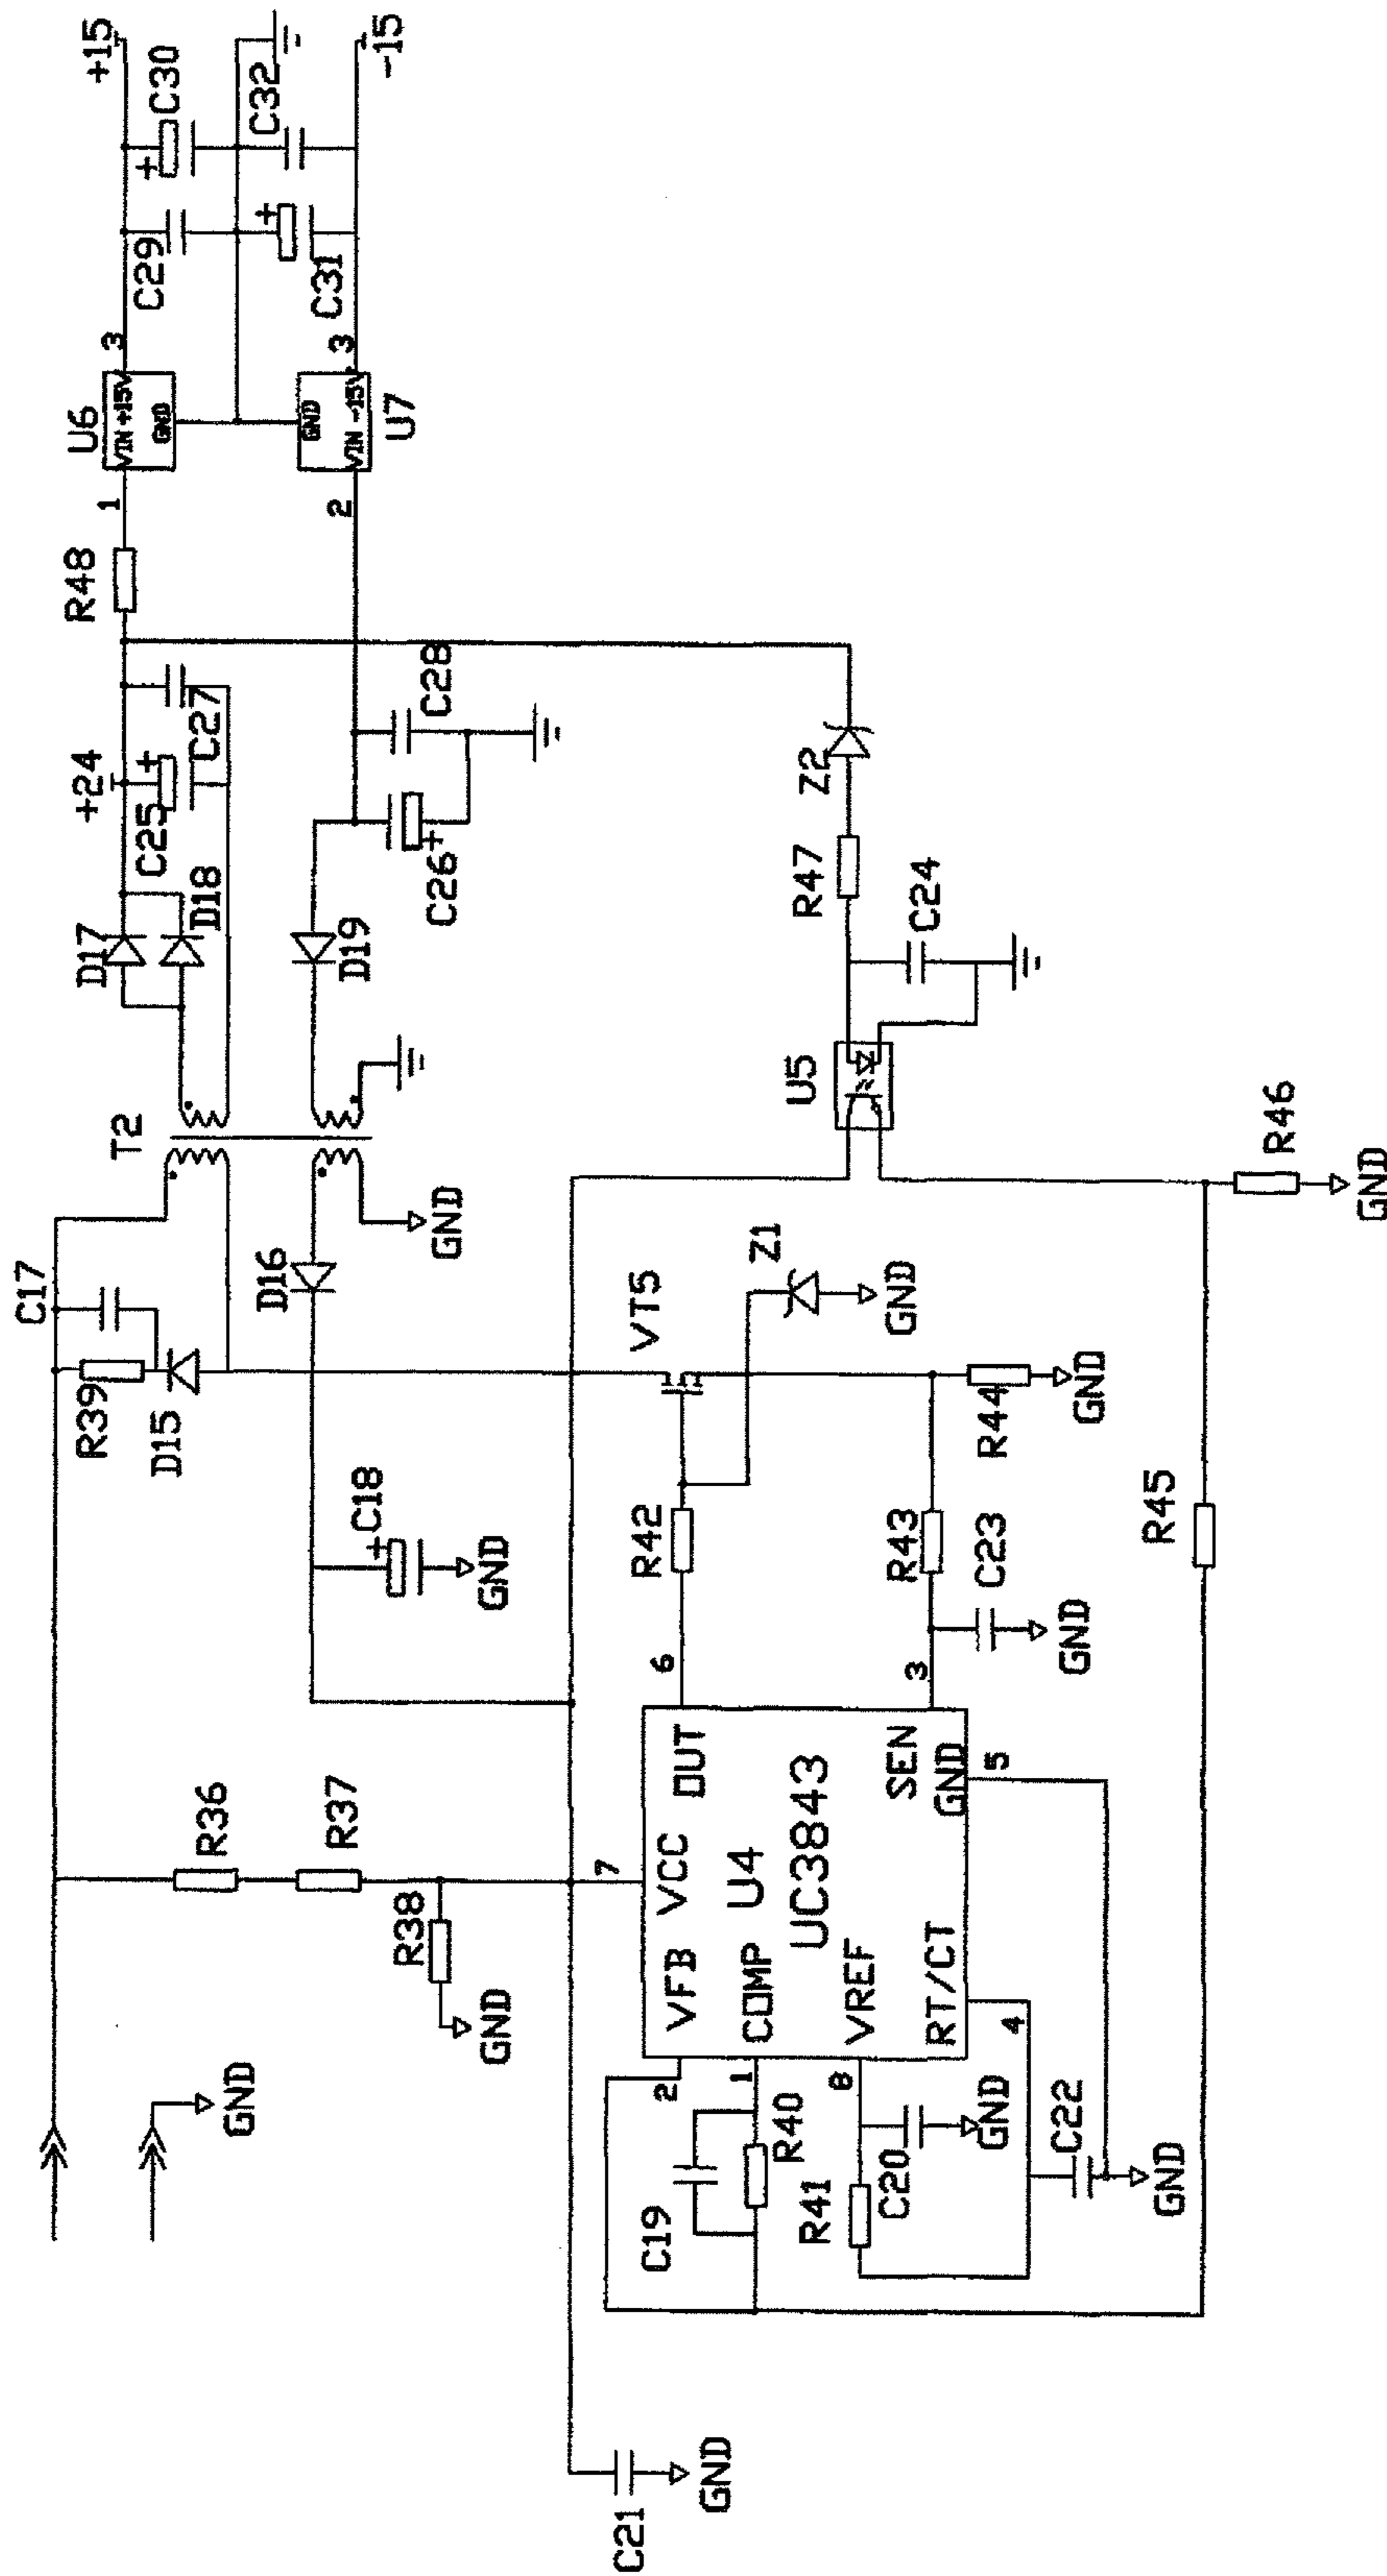 +15
C30
C32
-15
C29
C31
3
3
U6
VIN +15V
GND
GND
VIN -15V
U7
1
2
R48
+24
C25
C27
C28
C26
D17
D18
D19
Z2
R47
C24
U5
T2
C17
R39
D15
D16
GND
VT5
Z1
GND
R46
GND
C18
GND
R42
R43
R44
GND
C23
GND
R45
6
3
R36
R37
R38
GND
7
OUT
VCC
U4
UC3843
SEN
GND
5
VFB
COMP
VREF
RT/CT
2
1
8
4
GND
C19
R40
R41
C20
GND
C22
GND
C21
GND